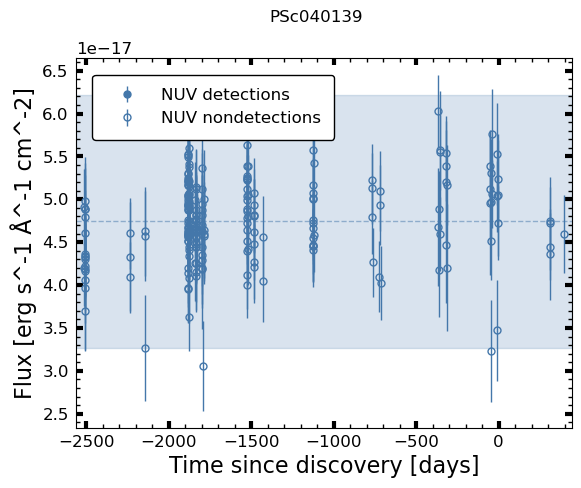 PSc040139
1e−17
NUV detections
NUV nondetections
6.5
6.0
5.5
5.0
4.5
4.0
3.5
3.0
2.5
Flux [erg s^-1 Å^-1 cm^-2]
−2500 −2000 −1500 −1000 −500 0
Time since discovery [days]